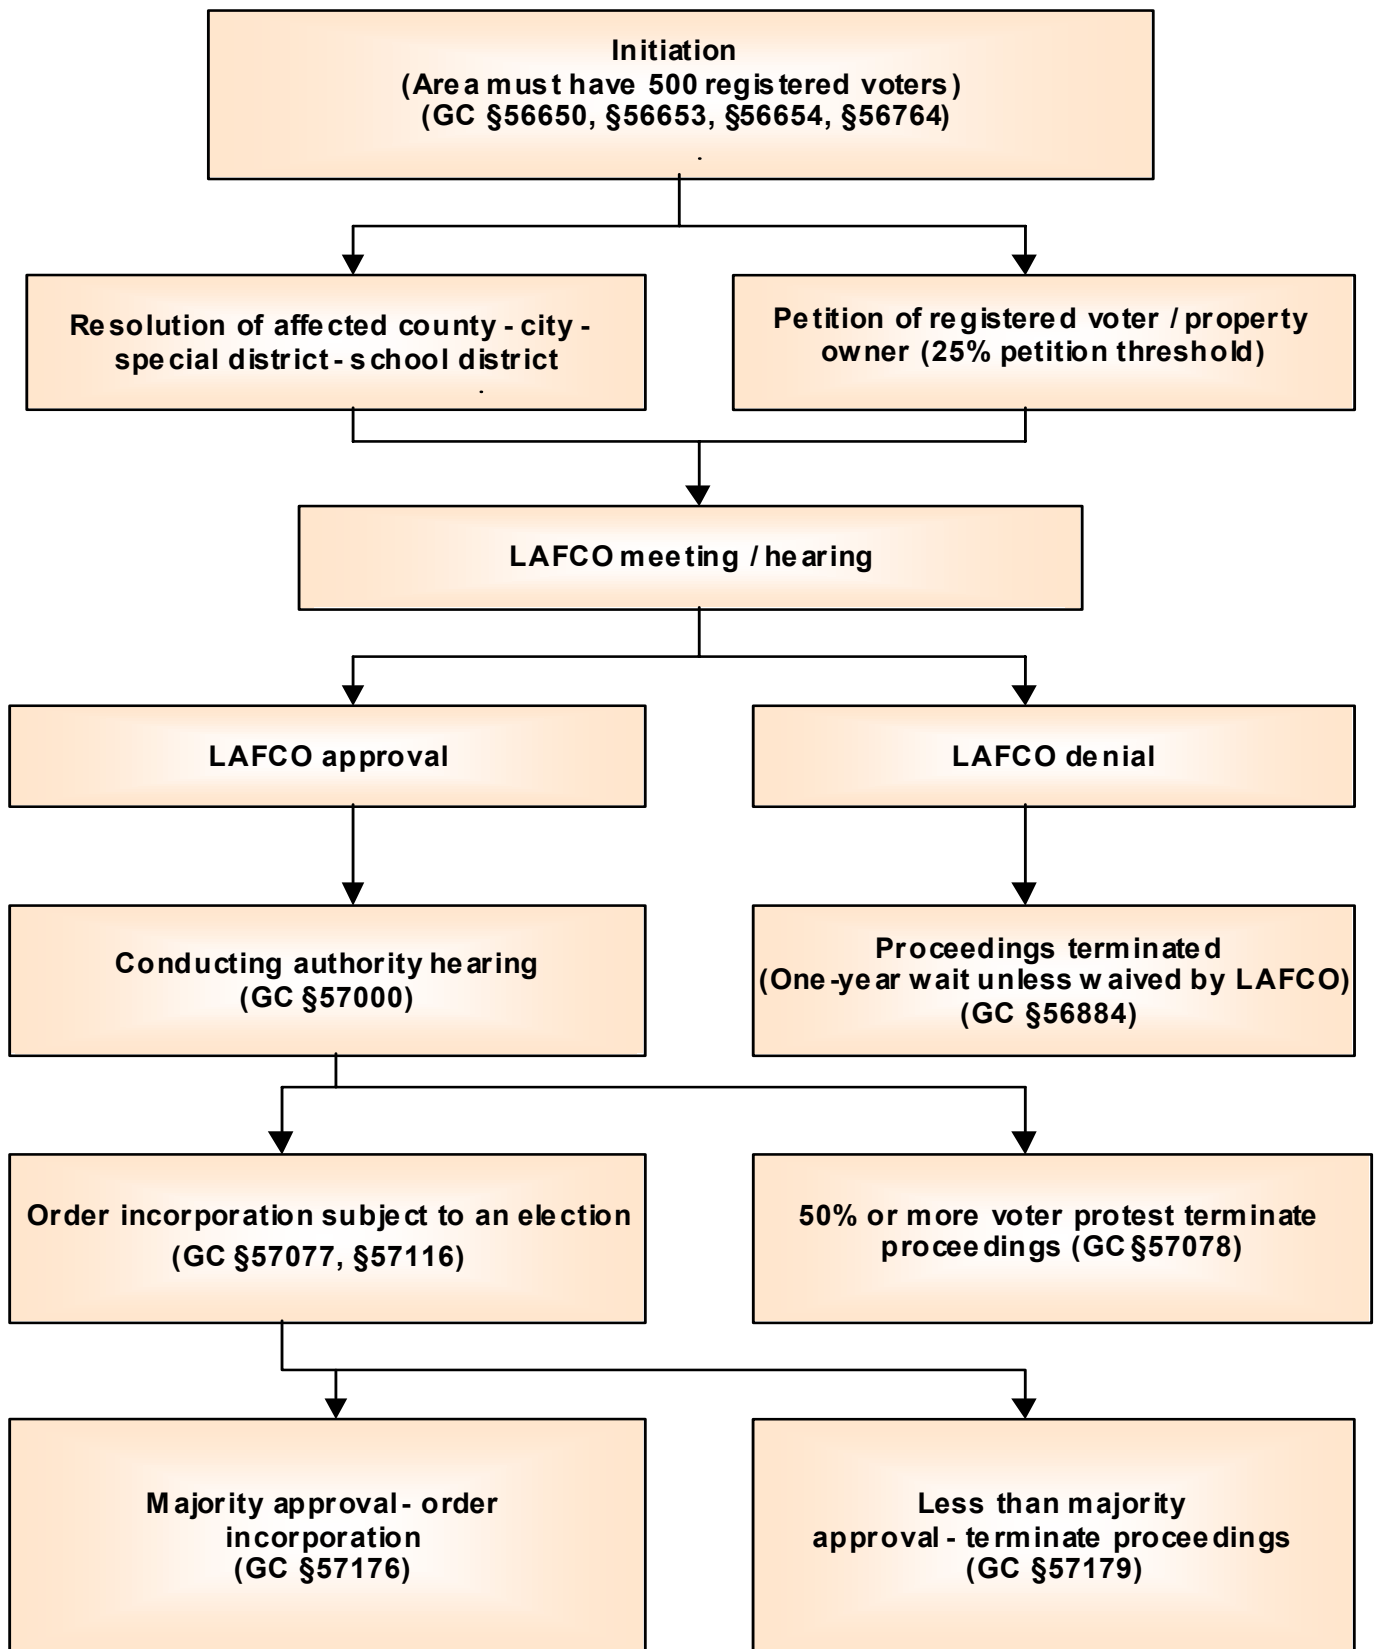 Initiation
(Area must have 500 registered voters)
(GC §56650, §56653, §56654, §56764)
.
Resolution of affected county - city -
special district - school district
.
Petition of registered voter / property
owner (25% petition threshold)
LAFCO meeting / hearing
LAFCO approval
LAFCO denial
Conducting authority hearing
(GC §57000)
Proceedings terminated
(One-year wait unless waived by LAFCO)
(GC §56884)
Order incorporation subject to an election
(GC §57077, §57116)
50% or more voter protest terminate
proceedings (GC §57078)
Majority approval - order
incorporation
(GC §57176)
Less than majority
approval - terminate proceedings
(GC §57179)